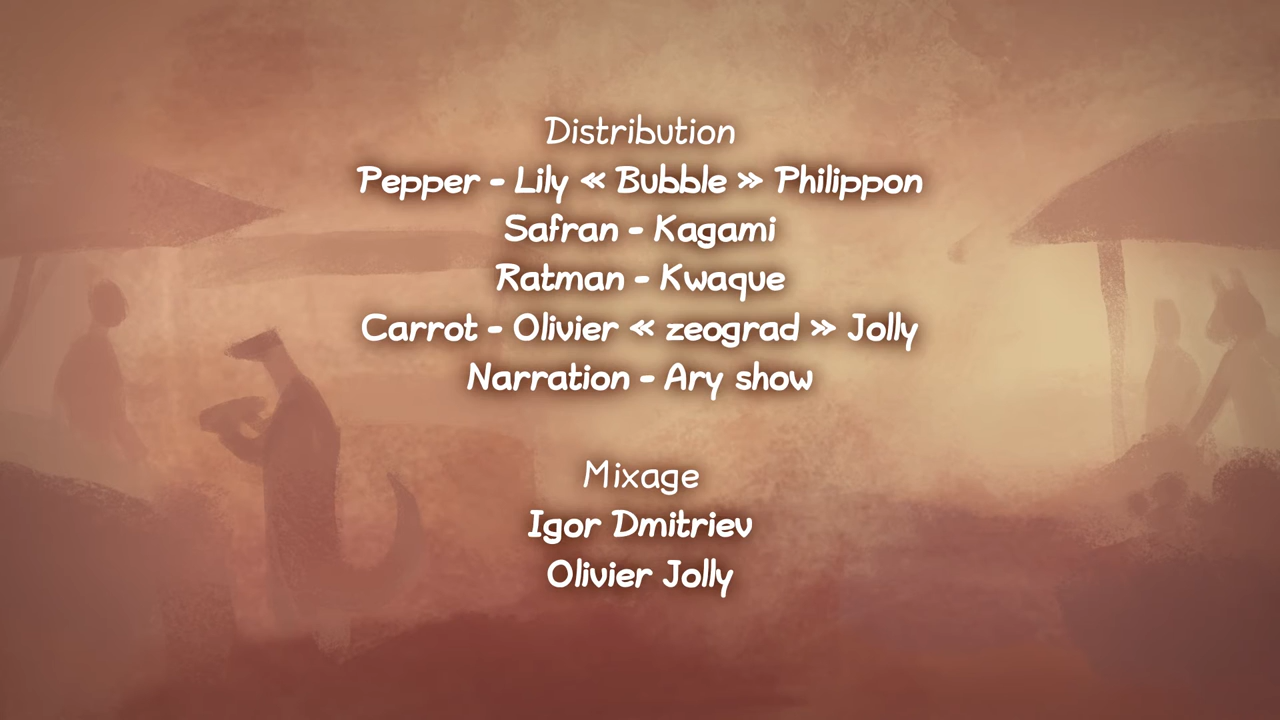 Distribution
Pepper - Lily « Bubble » Philippon
Safran - Kagami
Ratman - Kwaque
Carrot - Olivier « zeograd » Jolly
Narration - Ary show
Mixage
Igor Dmitriev
Olivier Jolly